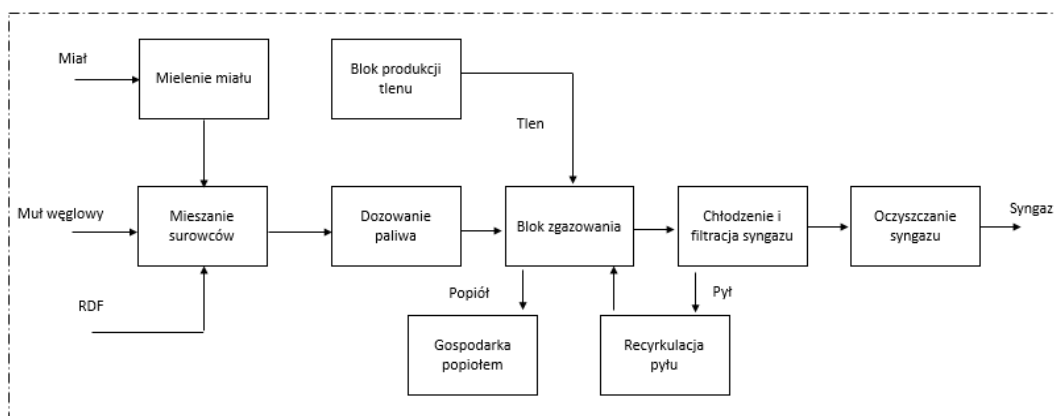 Miał
Mielenie miału
Blok produkcji
tlenu
Tlen
Muł węglowy
Mieszanie
surowców
Dozowanie
paliwa
Blok zgazowania
Chłodzenie i
filtracja syngazu
Oczyszczanie
syngazu
Syngaz
RDF
Popiół
Pył
Gospodarka
popiołem
Recyrkulacja
pyłu